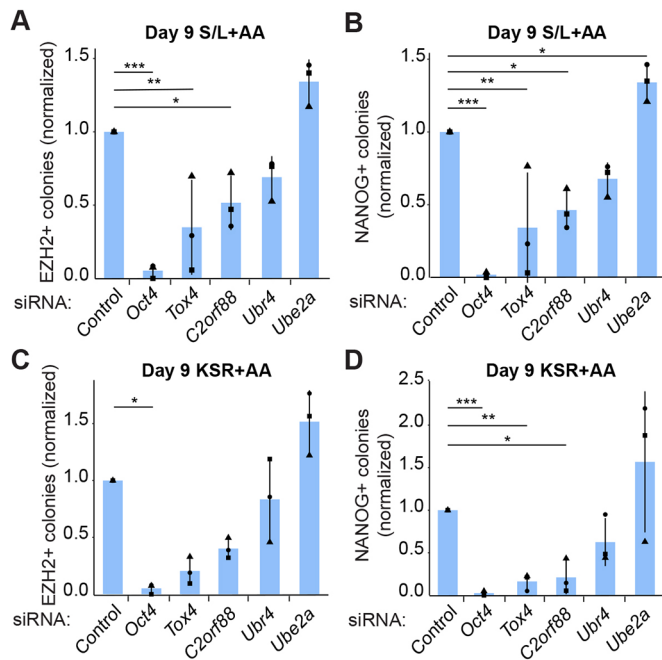 A
Day 9 S/L+AA
EZH2+ colonies (normalized)
1.5
1.0
0.5
0.0
***
**
*
siRNA:
Control
Oct4
Tox4
C2orf88
Ubr4
Ube2a
B
Day 9 S/L+AA
NANOG+ colonies
(normalized)
1.5
1.0
0.5
0.0
*
*
**
***
siRNA:
Control
Oct4
Tox4
C2orf88
Ubr4
Ube2a
C
Day 9 KSR+AA
EZH2+ colonies (normalized)
1.5
1.0
0.5
0.0
*
siRNA:
Control
Oct4
Tox4
C2orf88
Ubr4
Ube2a
D
Day 9 KSR+AA
NANOG+ colonies
(normalized)
2.5
2.0
1.5
1.0
0.5
0.0
***
**
*
siRNA:
Control
Oct4
Tox4
C2orf88
Ubr4
Ube2a